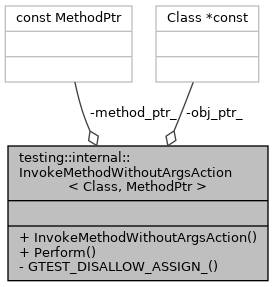 const MethodPtr
Class *const
-method_ptr_
-obj_ptr_
testing::internal::
InvokeMethodWithoutArgsAction
< Class, MethodPtr >
+ InvokeMethodWithoutArgsAction()
+ Perform()
- GTEST_DISALLOW_ASSIGN_()